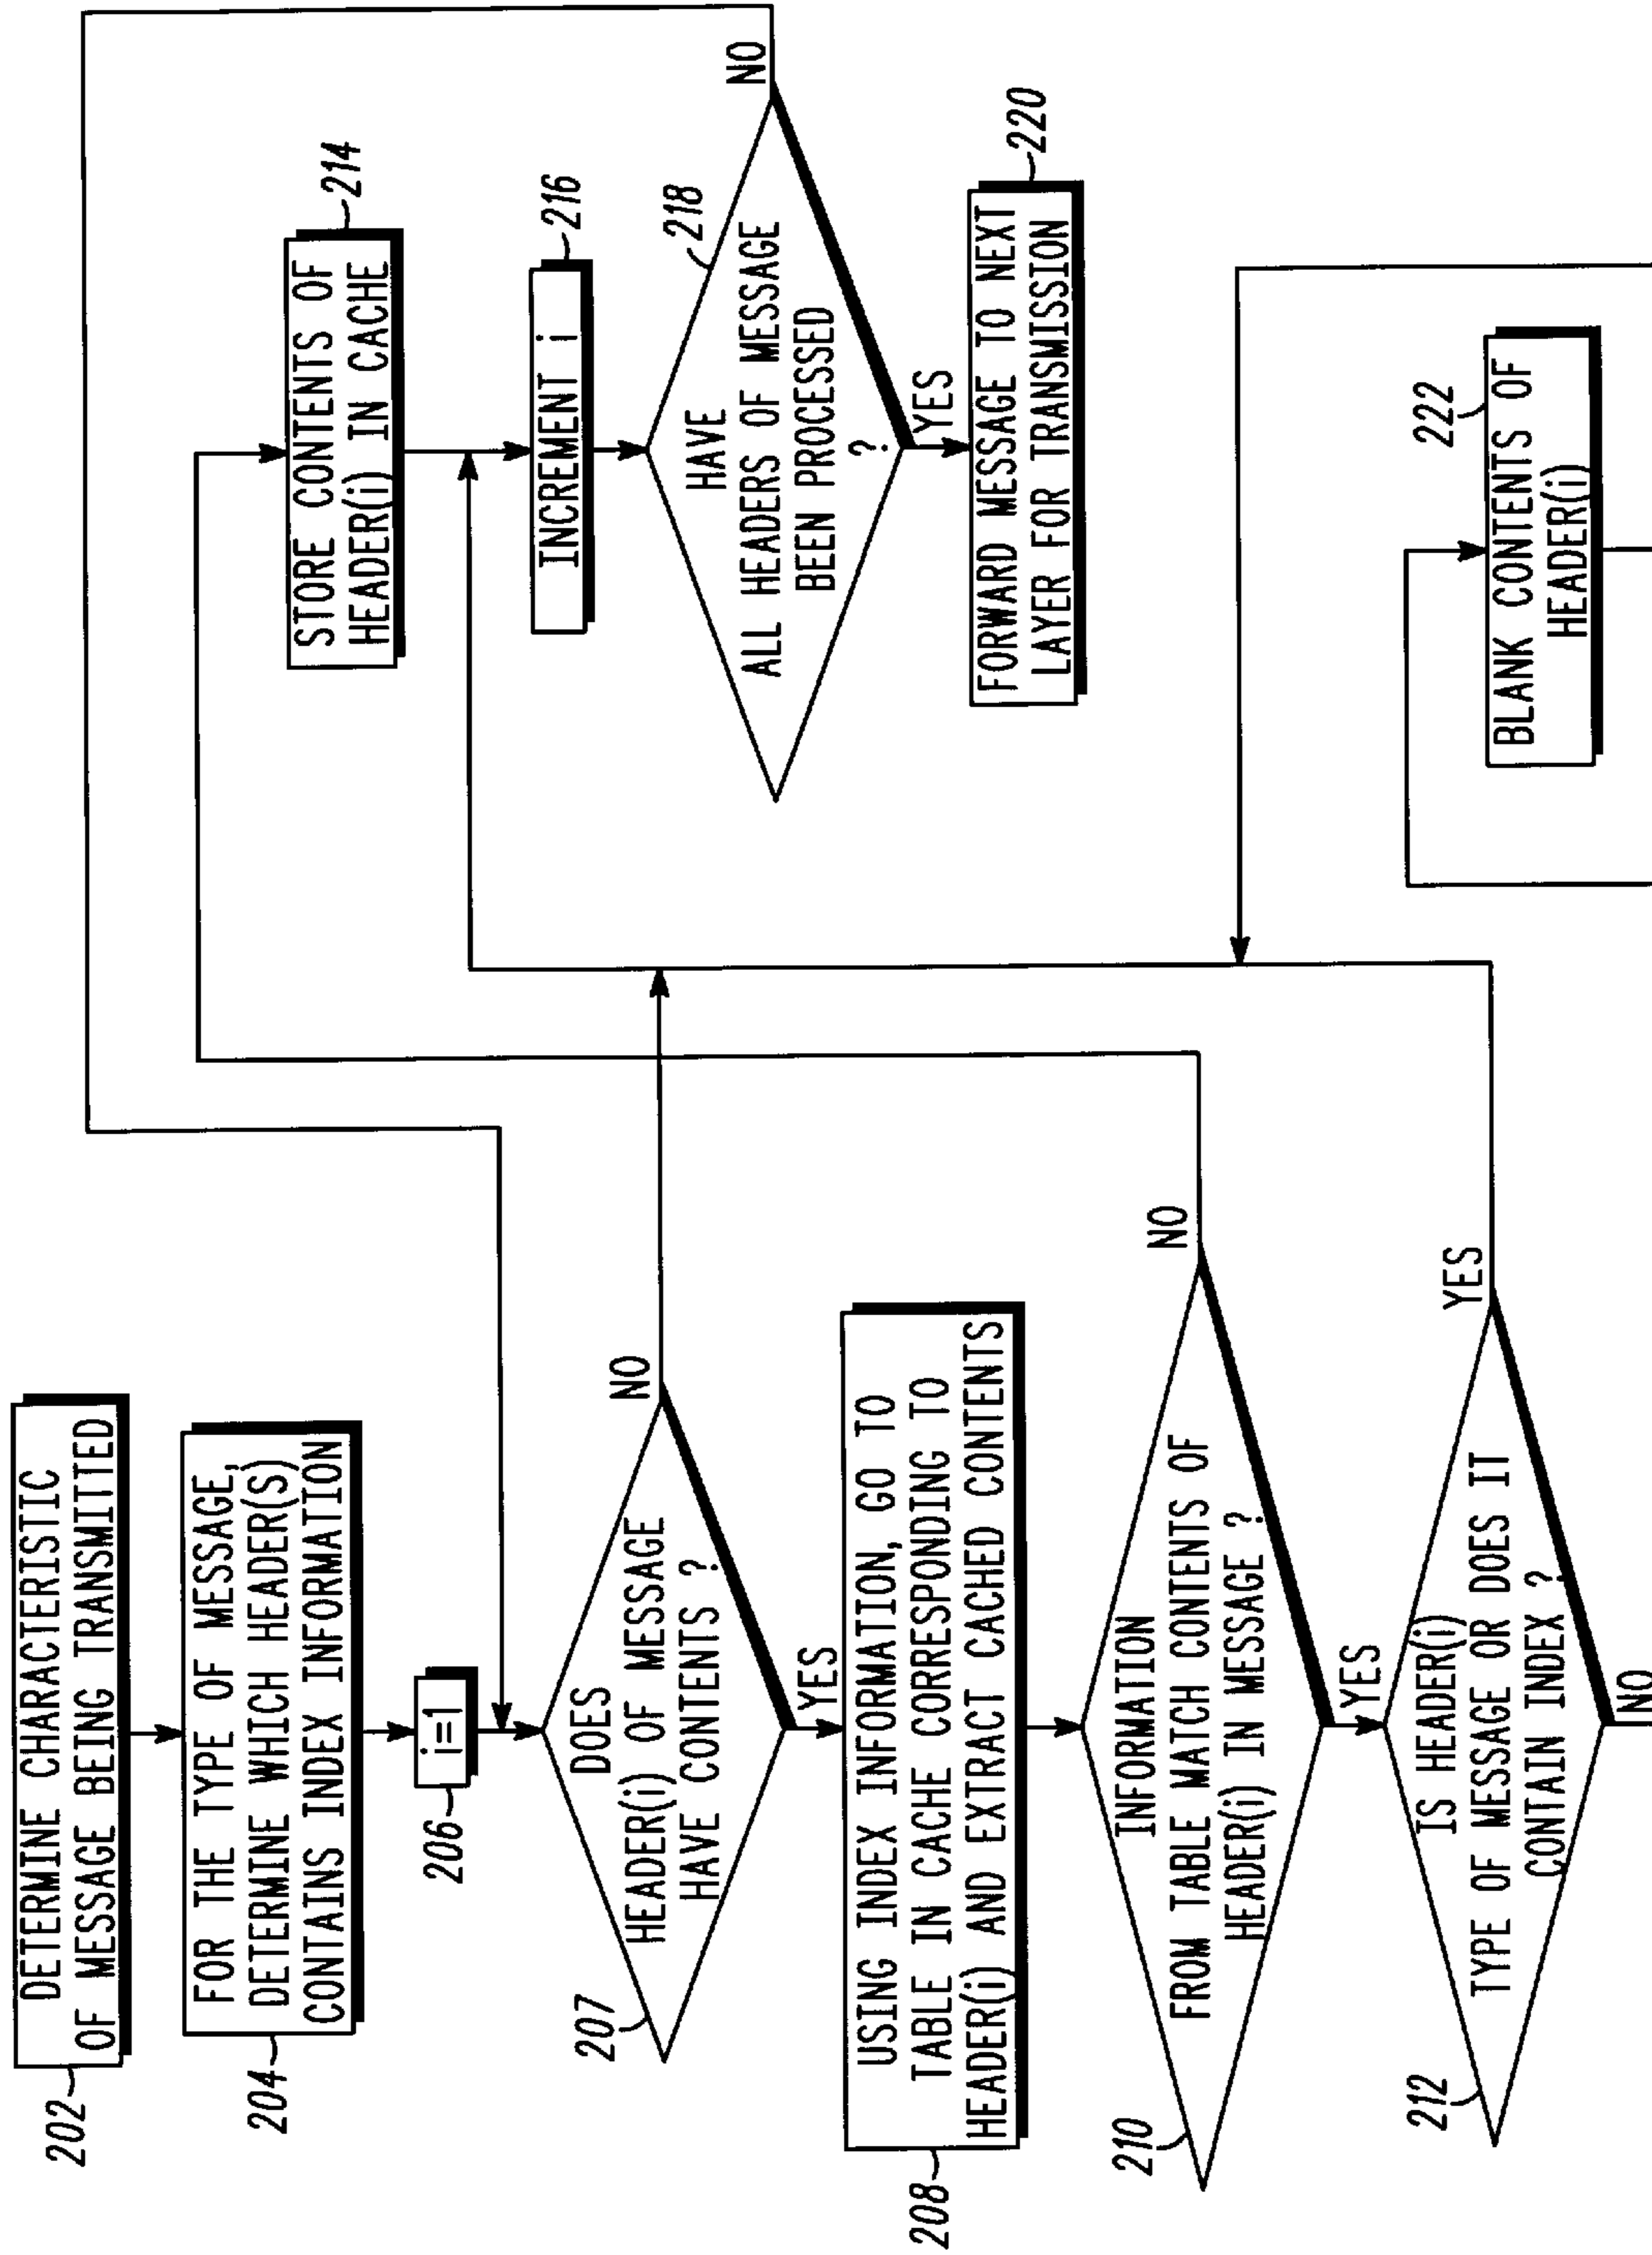 202
DETERMINE CHARACTERISTIC
OF MESSAGE BEING TRANSMITTED
204
FOR THE TYPE OF MESSAGE,
DETERMINE WHICH HEADER(S)
CONTAINS INDEX INFORMATION
206
i=1
207
DOES
HEADER(i) OF MESSAGE
HAVE CONTENTS ?
NO
YES
208
USING INDEX INFORMATION, GO TO
TABLE IN CACHE CORRESPONDING TO
HEADER(i) AND EXTRACT CACHED CONTENTS
210
INFORMATION
FROM TABLE MATCH CONTENTS OF
HEADER(i) IN MESSAGE ?
NO
YES
212
IS HEADER(i)
TYPE OF MESSAGE OR DOES IT
CONTAIN INDEX ?
YES
NO
214
STORE CONTENTS OF
HEADER(i) IN CACHE
216
INCREMENT i
218
HAVE
ALL HEADERS OF MESSAGE
BEEN PROCESSED
?
NO
YES
220
FORWARD MESSAGE TO NEXT
LAYER FOR TRANSMISSION
222
BLANK CONTENTS OF
HEADER(i)